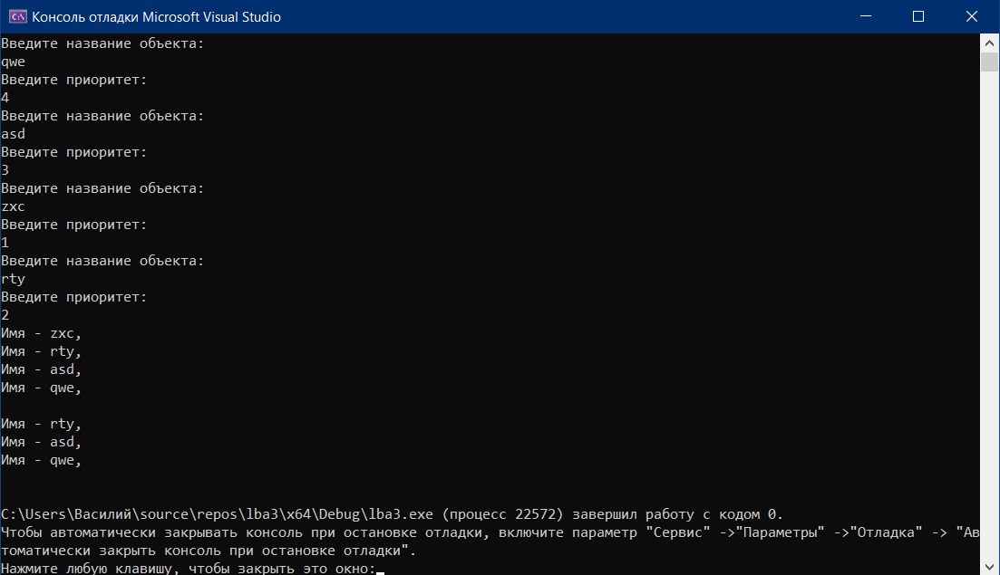 Консоль отладки Microsoft Visual Studio
Введите название объекта:
qwe
Введите приоритет:
4
Введите название объекта:
asd
Введите приоритет:
3
Введите название объекта:
zxc
Введите приоритет:
1
Введите название объекта:
rty
Введите приоритет:
2
Имя - zxc,
Имя - rty,
Имя - asd,
Имя - qwe,
Имя - rty,
Имя - asd,
Имя - qwe,
C:\Users\Василий\source\repos\lba3\x64\Debug\lba3.exe (процесс 22572) завершил работу с кодом 0.
Чтобы автоматически закрывать консоль при остановке отладки, включите параметр "Сервис" ->"Параметры" ->"Отладка" -> "Ав
томатически закрыть консоль при остановке отладки".
Нажмите любую клавишу, чтобы закрыть это окно: